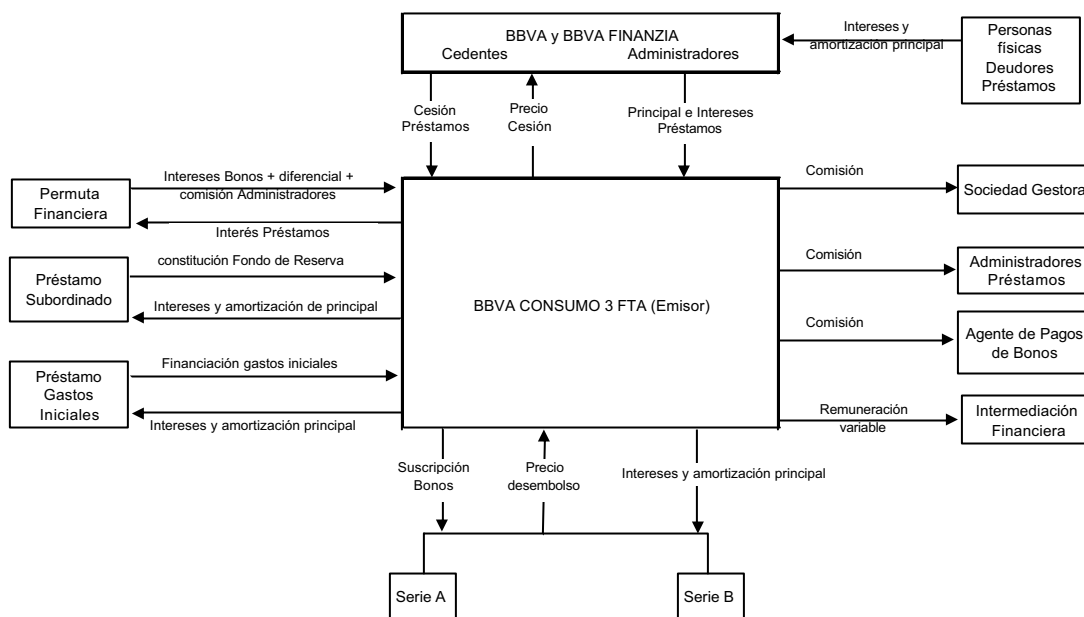 BBVA y BBVA FINANZIA
Cedentes Administradores
Intereses y
amortización principal
Personas
físicas
Deudores
Préstamos
Cesión
Préstamos
Precio
Cesión
Principal e Intereses
Préstamos
Permuta
Financiera
Intereses Bonos + diferencial +
comisión Administradores
Interés Préstamos
Comisión
Sociedad Gestora
Préstamo
Subordinado
constitución Fondo de Reserva
Intereses y amortización de principal
BBVA CONSUMO 3 FTA (Emisor)
Comisión
Administradores
Préstamos
Comisión
Agente de Pagos
de Bonos
Préstamo
Gastos
Iniciales
Financiación gastos iniciales
Intereses y amortización principal
Remuneración
variable
Intermediación
Financiera
Suscripción
Bonos
Precio
desembolso
Intereses y amortización principal
Serie A
Serie B